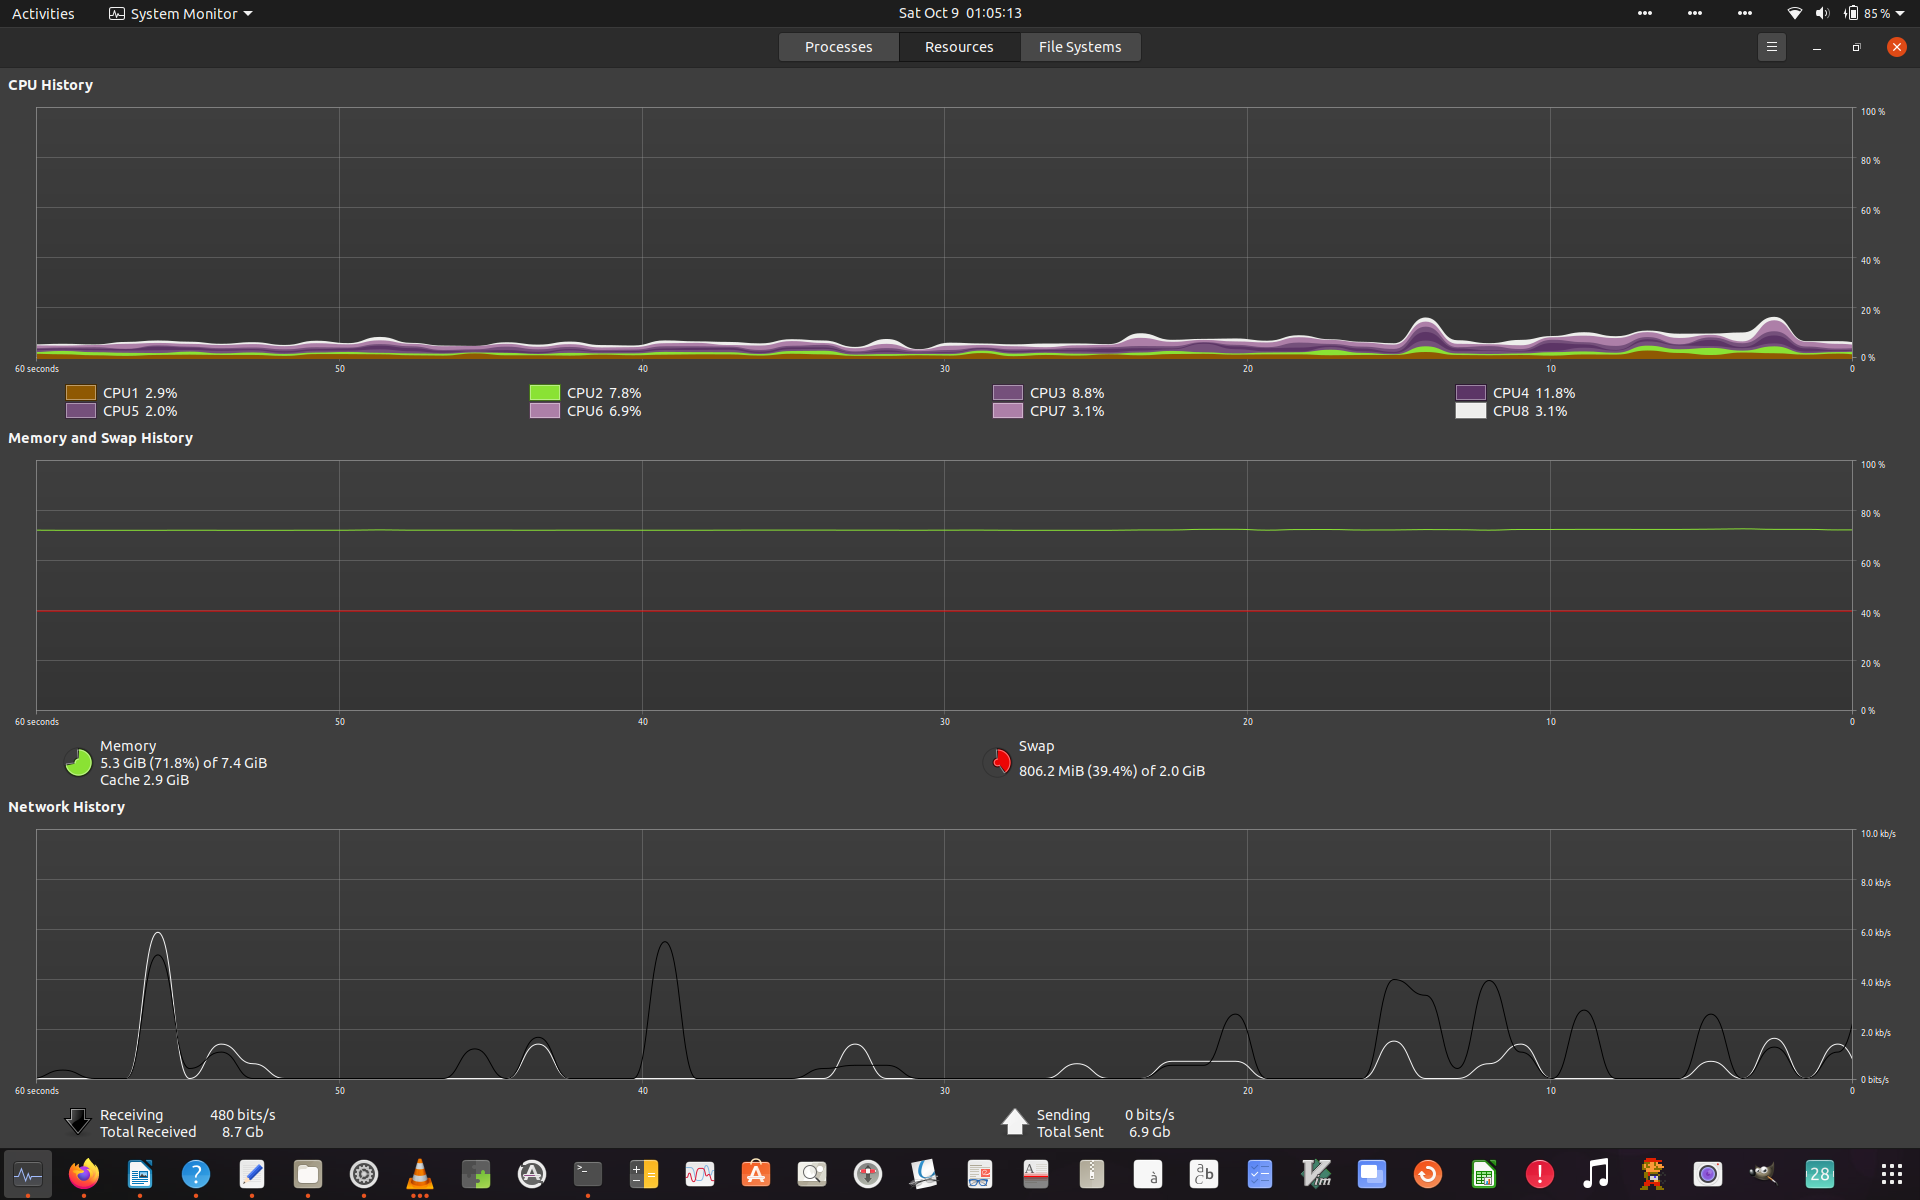 Activities System Monitor Sat Oct 9 01:05:13 85 %
Processes Resources File Systems
CPU History
100 %
80 %
60 %
40 %
20 %
0 %
60 seconds 50 40 30 20 10 0
CPU1 2.9% CPU2 7.8% CPU3 8.8% CPU4 11.8%
CPU5 2.0% CPU6 6.9% CPU7 3.1% CPU8 3.1%
Memory and Swap History
100 %
80 %
60 %
40 %
20 %
0 %
60 seconds 50 40 30 20 10 0
Memory
5.3 GiB (71.8%) of 7.4 GiB
Cache 2.9 GiB
Swap
806.2 MiB (39.4%) of 2.0 GiB
Network History
10.0 kb/s
8.0 kb/s
6.0 kb/s
4.0 kb/s
2.0 kb/s
0 bits/s
60 seconds 50 40 30 20 10 0
Receiving 480 bits/s Sending 0 bits/s
Total Received 8.7 Gb Total Sent 6.9 Gb
28